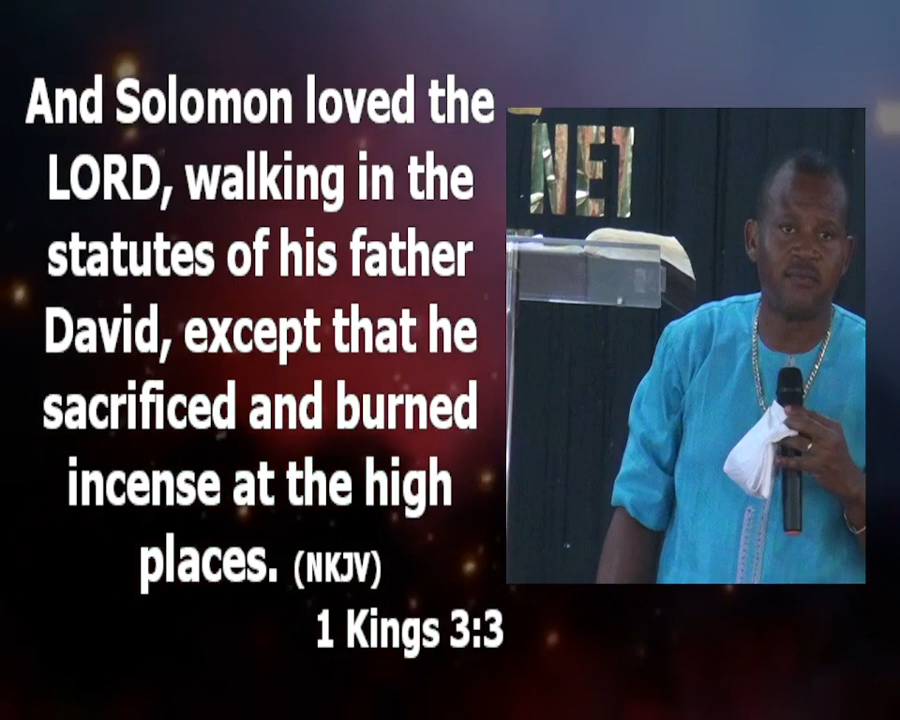 And Solomon loved the
LORD, walking in the
statutes of his father
David, except that he
sacrificed and burned
incense at the high
places. (NKJV)
1 Kings 3:3
NET